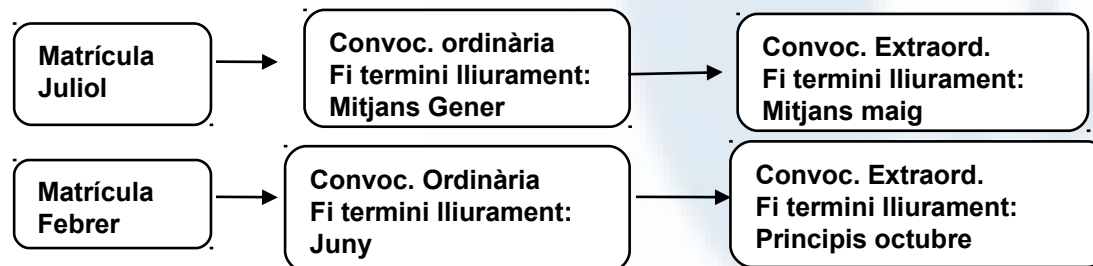 Matrícula
Juliol
Convoc. ordinària
Fi termini lliurament:
Mitjans Gener
Convoc. Extraord.
Fi termini lliurament:
Mitjans maig
Matrícula
Febrer
Convoc. Ordinària
Fi termini lliurament:
Juny
Convoc. Extraord.
Fi termini lliurament:
Principis octubre